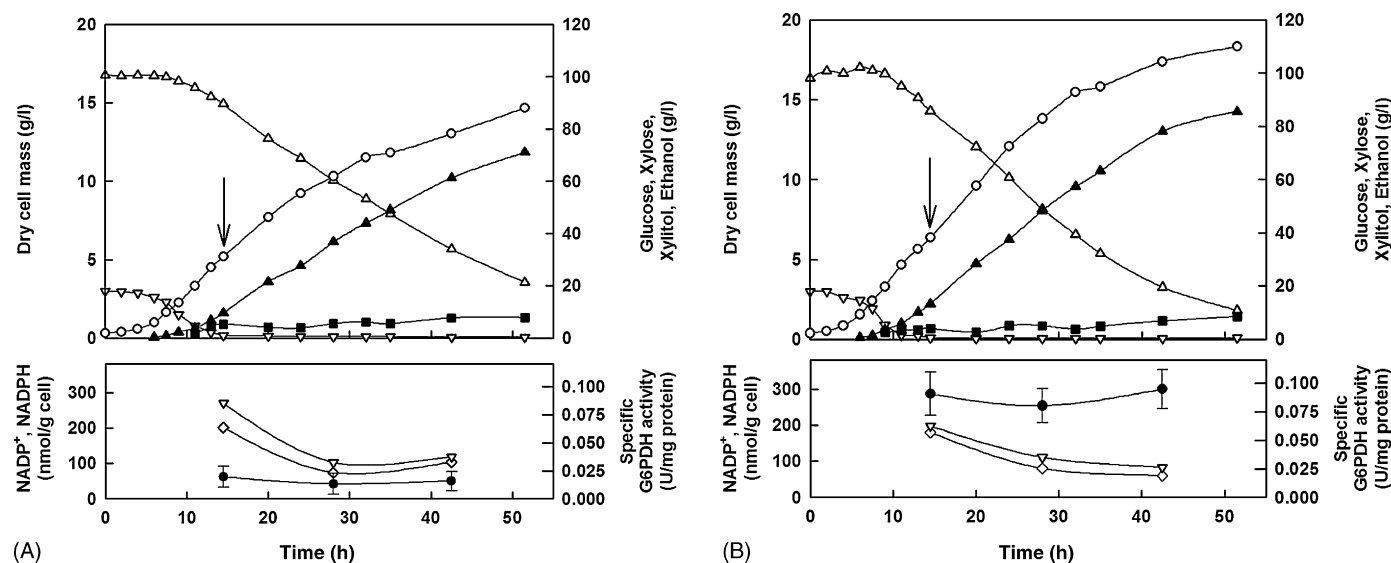 20
15
10
5
0
Dry cell mass (g/l)
120
100
80
60
40
20
0
Glucose, Xylose,
Xylitol, Ethanol (g/l)
300
200
100
0
NADP+, NADPH
(nmol/g cell)
0.100
0.075
0.050
0.025
0.000
Specific
G6PDH activity
(U/mg protein)
0 10 20 30 40 50
Time (h)
(A)
20
15
10
5
0
Dry cell mass (g/l)
120
100
80
60
40
20
0
Glucose, Xylose,
Xylitol, Ethanol (g/l)
300
200
100
0
NADP+, NADPH
(nmol/g cell)
0.100
0.075
0.050
0.025
0.000
Specific
G6PDH activity
(U/mg protein)
0 10 20 30 40 50
Time (h)
(B)